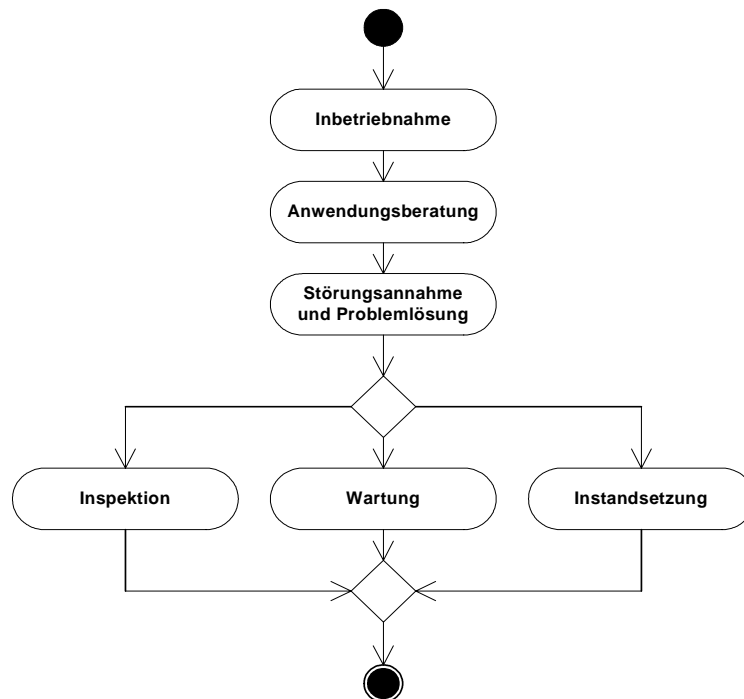 Inbetriebnahme
Anwendungsberatung
Störungsannahme
und Problemlösung
Inspektion
Wartung
Instandsetzung